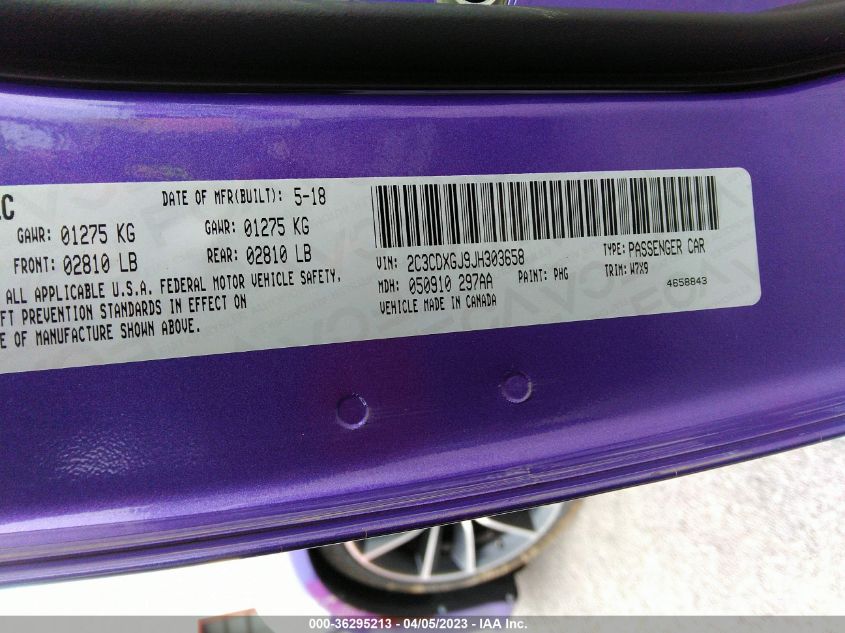 LC
DATE OF MFR(BUILT): 5-18
GAWR: 01275 KG GAWR: 01275 KG
FRONT: 02810 LB REAR: 02810 LB
ALL APPLICABLE U.S.A. FEDERAL MOTOR VEHICLE SAFETY,
FT PREVENTION STANDARDS IN EFFECT ON
E OF MANUFACTURE SHOWN ABOVE.
VIN: 2C3CDXGJ9JH303658 TYPE: PASSENGER CAR
MDH: 050910 297AA PAINT: PHG TRIM: W7X9
VEHICLE MADE IN CANADA 4658843
000-36295213 - 04/05/2023 - IAA Inc.